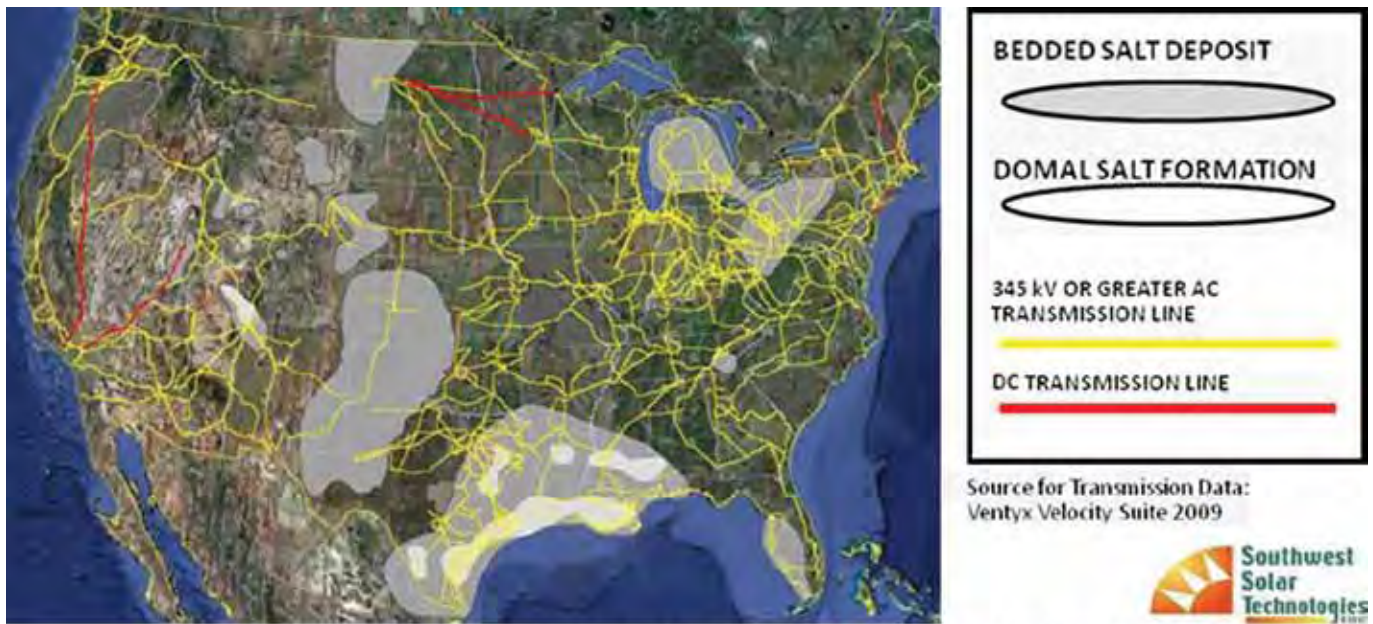 BEDDED SALT DEPOSIT
DOMAL SALT FORMATION
345 kV OR GREATER AC
TRANSMISSION LINE
DC TRANSMISSION LINE
Source for Transmission Data:
Ventyx Velocity Suite 2009
Southwest
Solar
Technologies